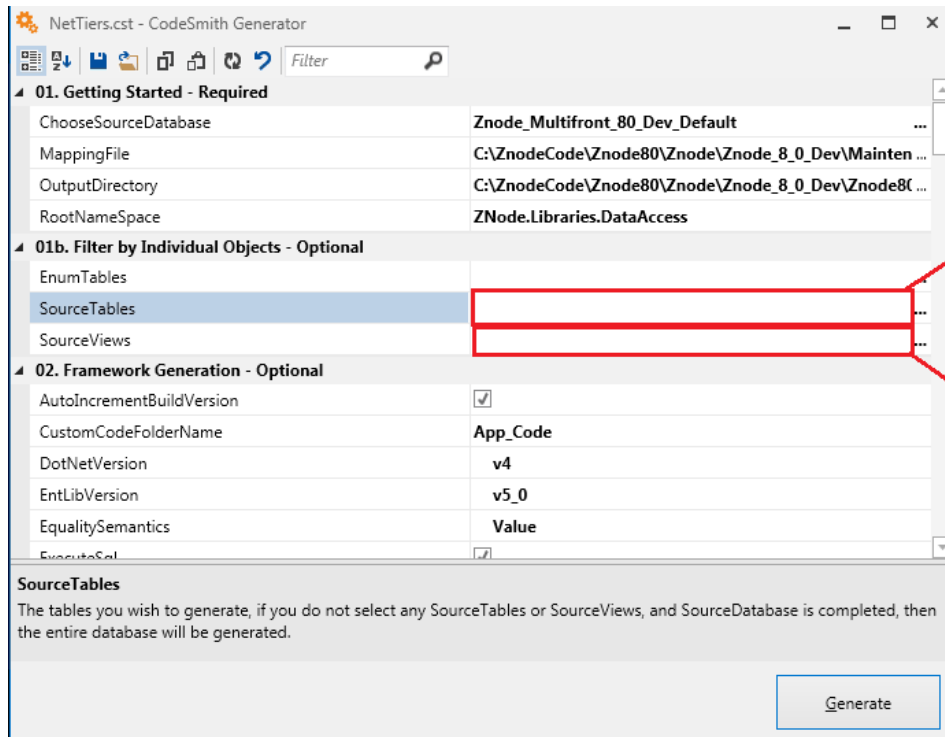 NetTiers.cst - CodeSmith Generator
Filter
01. Getting Started - Required
ChooseSourceDatabase Znode_Multifront_80_Dev_Default ...
MappingFile C:\ZnodeCode\Znode80\Znode\Znode_8_0_Dev\Mainten ...
OutputDirectory C:\ZnodeCode\Znode80\Znode\Znode_8_0_Dev\Znode8( ...
RootNameSpace ZNode.Libraries.DataAccess
01b. Filter by Individual Objects - Optional
EnumTables ...
SourceTables ...
SourceViews ...
02. Framework Generation - Optional
AutoIncrementBuildVersion
CustomCodeFolderName App_Code
DotNetVersion v4
EntLibVersion v5_0
EqualitySemantics Value
ExecuteSql
SourceTables
The tables you wish to generate, if you do not select any SourceTables or SourceViews, and SourceDatabase is completed, then
the entire database will be generated.
Generate